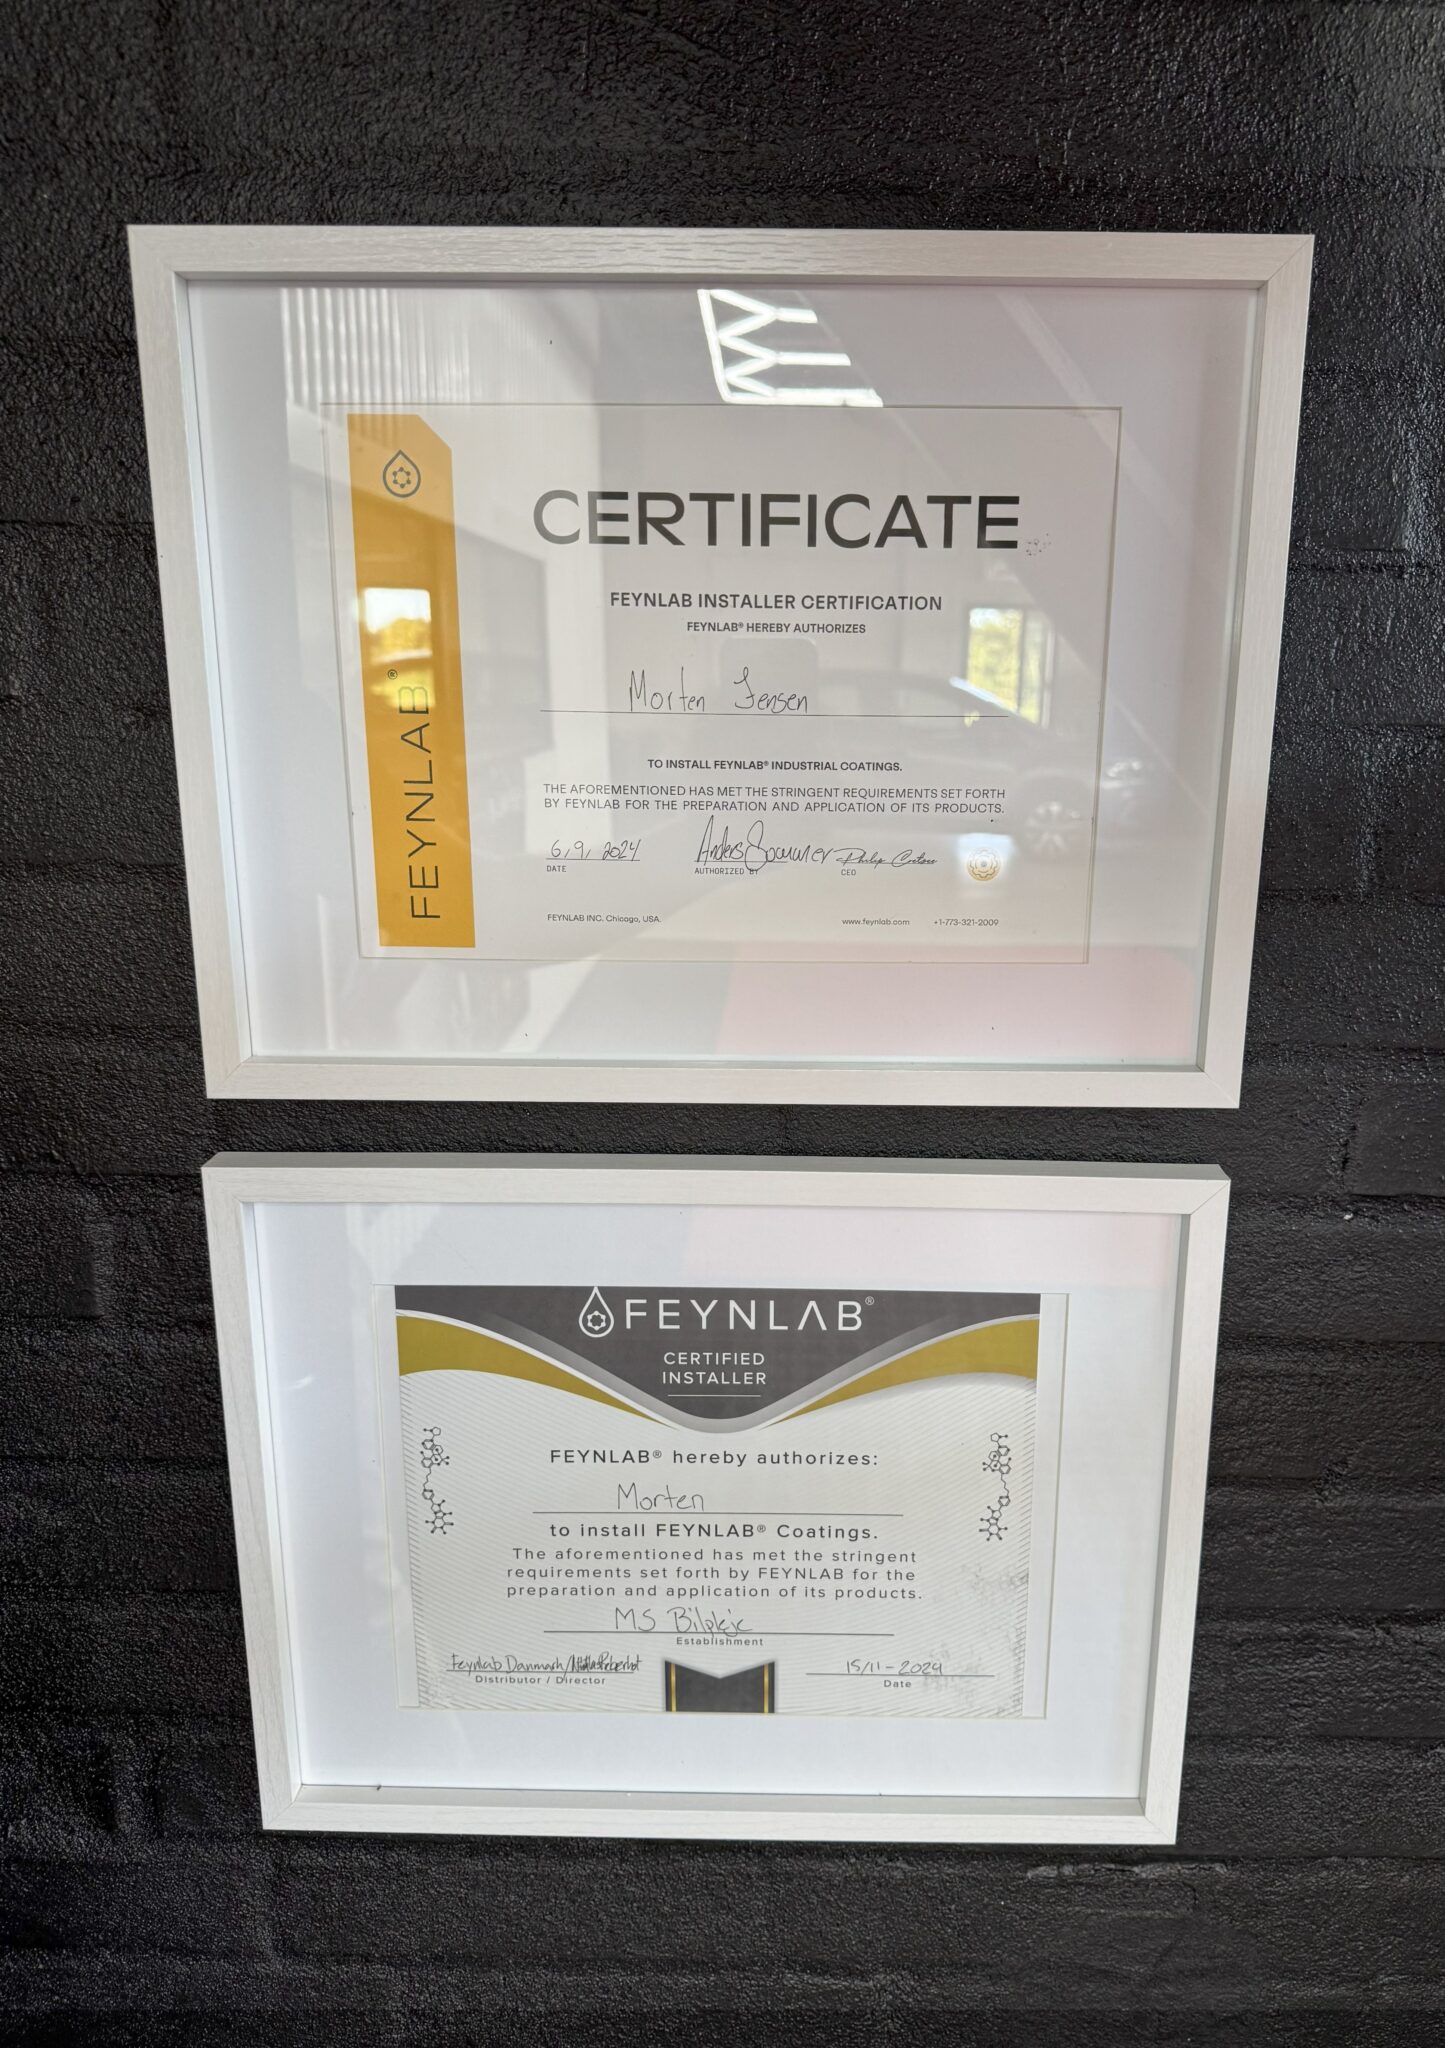 CERTIFICATE
FEYNLAB INSTALLER CERTIFICATION
FEYNLAB® HEREBY AUTHORIZES
Morten Jensen
TO INSTALL FEYNLAB® INDUSTRIAL COATINGS.
THE AFOREMENTIONED HAS MET THE STRINGENT REQUIREMENTS SET FORTH
BY FEYNLAB FOR THE PREPARATION AND APPLICATION OF ITS PRODUCTS.
6, 9, 2024 Anders Sommer
DATE AUTHORIZED BY CEO
FEYNLAB INC. Chicago, USA. www.feynlab.com +1-773-321-2009
FEYNLAB®
FEYNLAB®
CERTIFIED
INSTALLER
FEYNLAB® hereby authorizes:
Morten
to install FEYNLAB® Coatings.
The aforementioned has met the stringent
requirements set forth by FEYNLAB for the
preparation and application of its products.
MS Bilpleje
Establishment
Feynlab Danmark/ 15/11-2024
Distributor / Director Date